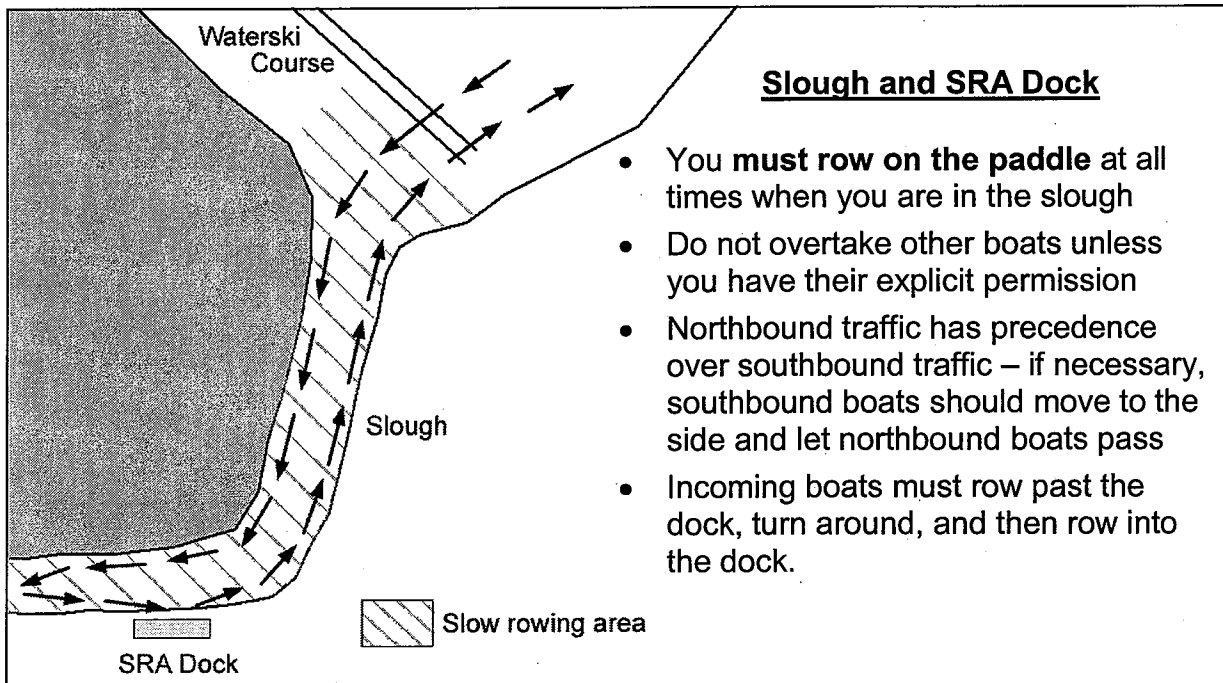 Waterski
Course
Slough and SRA Dock
• You must row on the paddle at all
times when you are in the slough
• Do not overtake other boats unless
you have their explicit permission
• Northbound traffic has precedence
over southbound traffic – if necessary,
southbound boats should move to the
side and let northbound boats pass
• Incoming boats must row past the
dock, turn around, and then row into
the dock.
Slough
Slow rowing area
SRA Dock